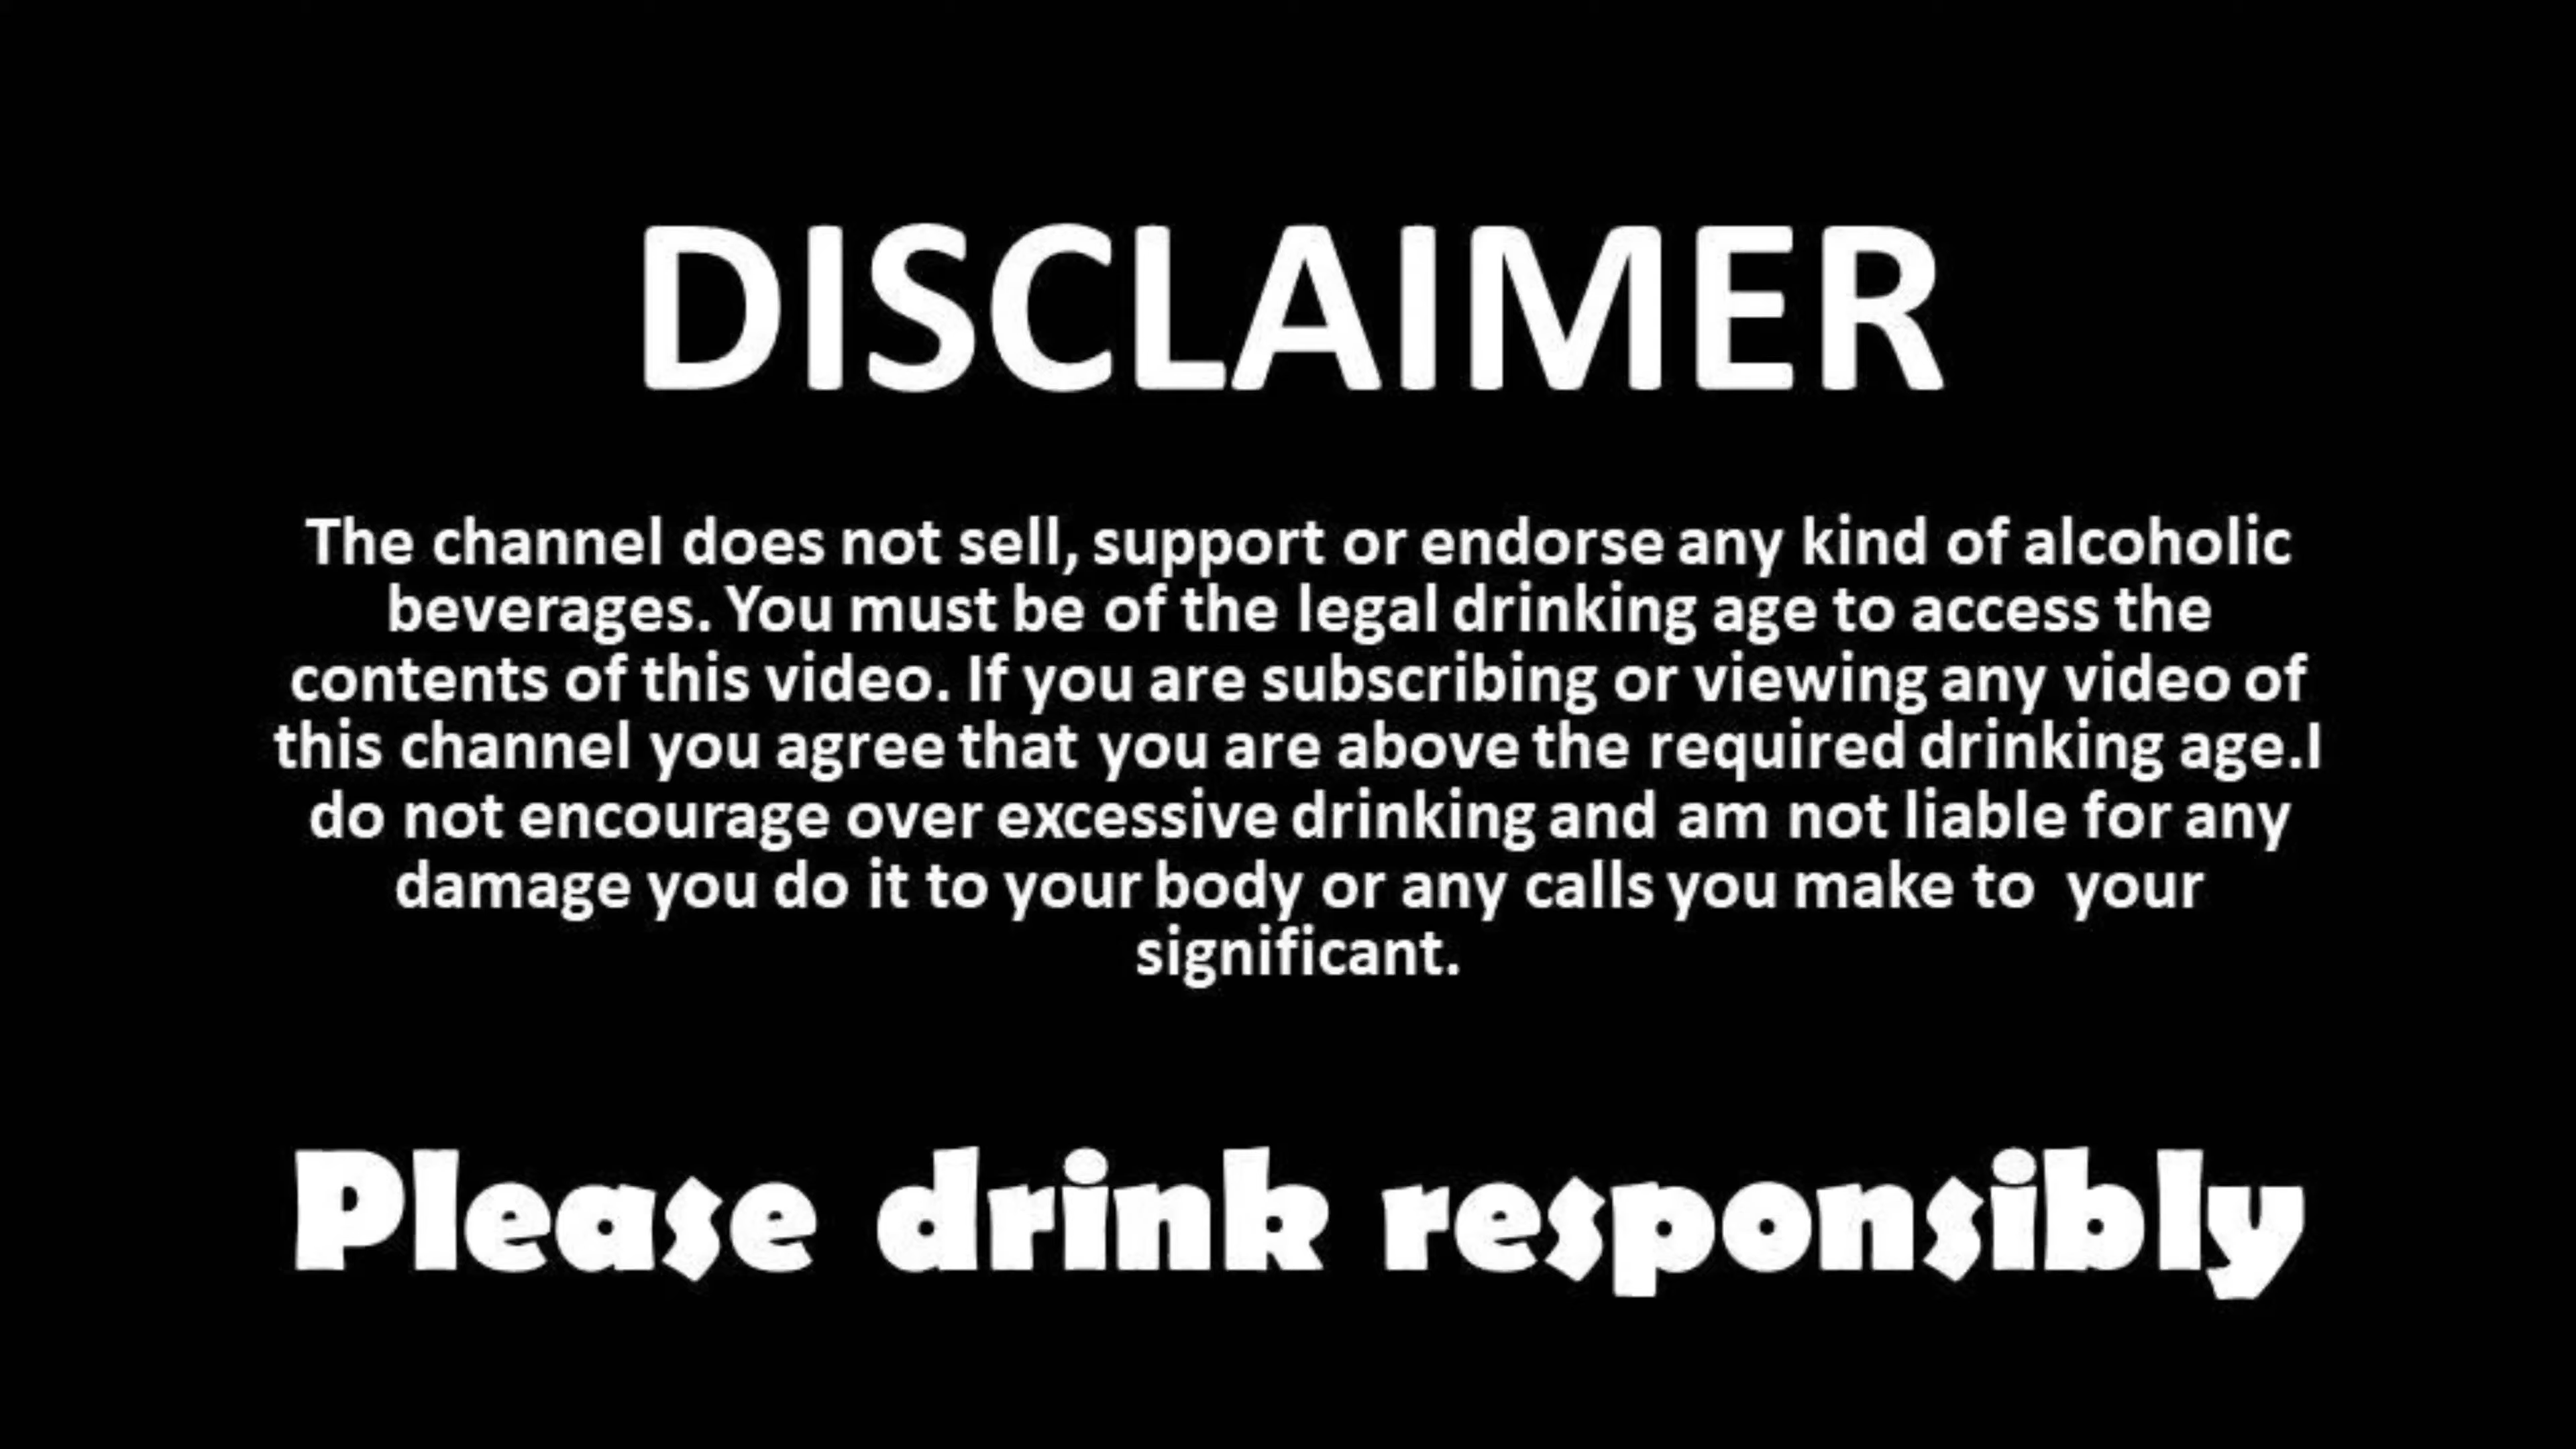 DISCLAIMER
The channel does not sell, support or endorse any kind of alcoholic
beverages. You must be of the legal drinking age to access the
contents of this video. If you are subscribing or viewing any video of
this channel you agree that you are above the required drinking age.I
do not encourage over excessive drinking and am not liable for any
damage you do it to your body or any calls you make to  your
significant.
Please drink responsibly